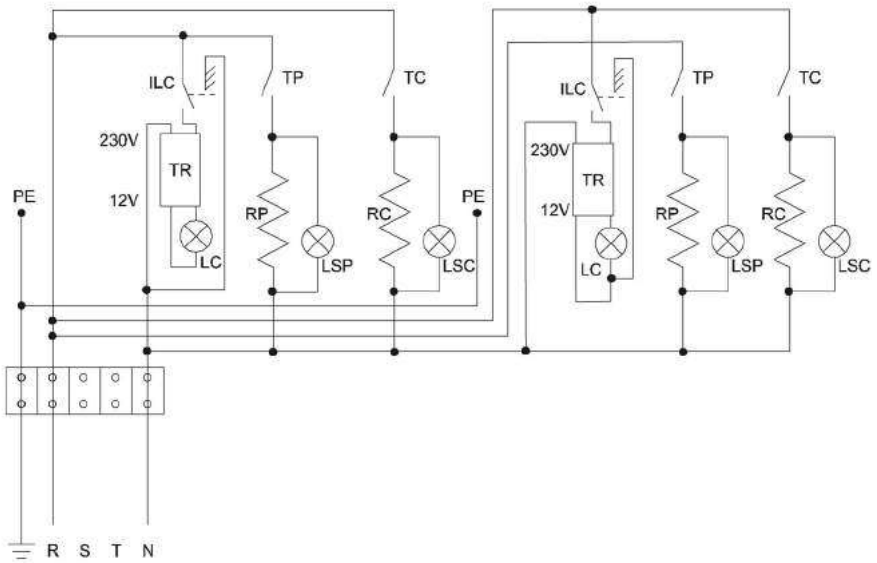 ILC TP TC ILC TP TC
230V TR 12V 230V TR 12V
PE RP RC PE RP RC
LC LSP LSC LC LSP LSC
R S T N